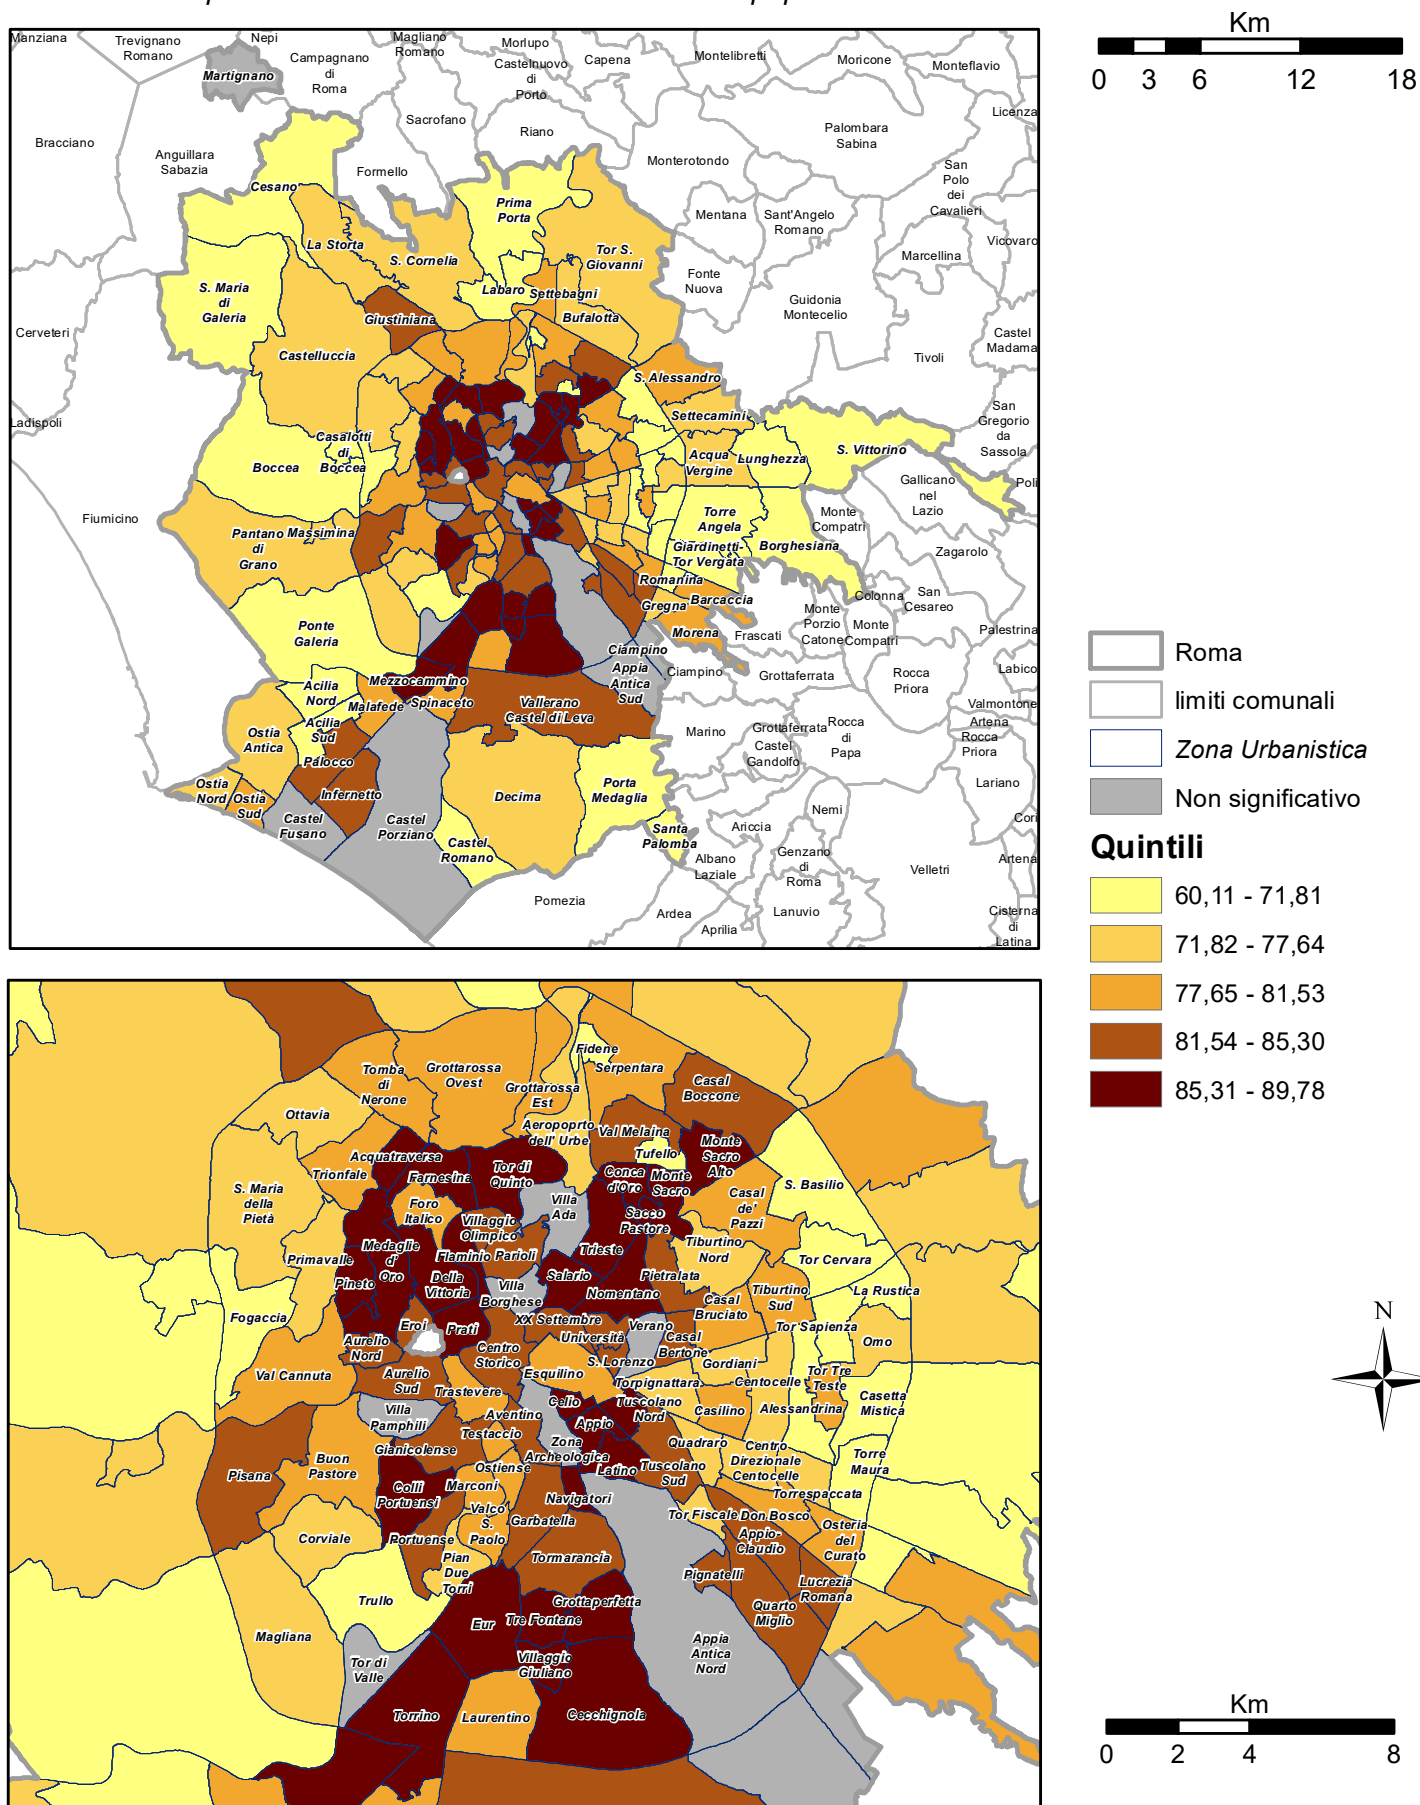 Manziana
Trevignano
Romano
Nepi
Magliano
Romano
Morlupo
Castelnuovo
di
Porto
Capena
Montelibretti
Moricone
Monteflavio
Martignano
Campagnano
di
Roma
Licenza
Bracciano
Anguillara
Sabazia
Sacrofano
Riano
Formello
Monterotondo
Palombara
Sabina
San
Polo
dei
Cavalieri
Cesano
Prima
Porta
Mentana
Sant'Angelo
Romano
Vicovaro
Marcellina
La Storta
S. Cornelia
Tor S.
Giovanni
Fonte
Nuova
S. Maria
di
Galeria
Labaro
Settebagni
Guidonia
Montecelio
Cerveteri
Giustiniana
Bufalotta
Castel
Madama
Castelluccia
Tivoli
S. Alessandro
Ladispoli
Settecamini
San
Gregorio
da
Sassola
Casalotti
di
Boccea
Boccea
Acqua
Vergine
Lunghezza
S. Vittorino
Gallicano
nel
Lazio
Poli
Fiumicino
Pantano
di
Grano
Massimina
Torre
Angela
Monte
Compatri
Giardinetti-
Tor Vergata
Borghesiana
Zagarolo
Romanina
Colonna
San
Cesareo
Gregna
Barcaccia
Monte
Porzio
Catone
Monte
Compatri
Palestrina
Ponte
Galeria
Morena
Frascati
Ciampino
Appia
Antica
Sud
Ciampino
Grottaferrata
Rocca
Priora
Labico
Mezzocammino
Acilia
Nord
Malafede
Spinaceto
Vallerano
Castel di Leva
Valmontone
Artena
Rocca
Priora
Ostia
Antica
Acilia
Sud
Marino
Grottaferrata
Castel
Gandolfo
Rocca
di
Papa
Palocco
Lariano
Ostia
Nord
Ostia
Sud
Infernetto
Decima
Porta
Medaglia
Nemi
Castel
Fusano
Castel
Porziano
Santa
Palomba
Ariccia
Cori
Castel
Romano
Albano
Laziale
Genzano
di
Roma
Velletri
Artena
Pomezia
Ardea
Aprilia
Lanuvio
Cisterna
di
Latina
Km
0 3 6 12 18
Roma
limiti comunali
Zona Urbanistica
Non significativo
Quintili
60,11 - 71,81
71,82 - 77,64
77,65 - 81,53
81,54 - 85,30
85,31 - 89,78
Fidene
Serpentara
Tomba
di
Nerone
Grottarossa
Ovest
Grottarossa
Est
Casal
Boccone
Ottavia
Aeropoprto
dell' Urbe
Val Melaina
Tufello
Monte
Sacro
Alto
Acquatraversa
Trionfale
Farnesina
Tor di
Quinto
Conca
d'Oro
Monte
Sacro
S. Maria
della
Pietà
Foro
Italico
Villa
Ada
Casal
de'
Pazzi
S. Basilio
Villaggio
Olimpico
Sacco
Pastore
Primavalle
Medaglie
d'
Oro
Flaminio
Parioli
Trieste
Tiburtino
Nord
Tor Cervara
Pineto
Della
Vittoria
Villa
Borghese
Salario
Pietralata
Nomentano
Tiburtino
Sud
La Rustica
Casal
Bruciato
Fogaccia
Eroi
Prati
XX Settembre
Università
Verano
Tor Sapienza
Omo
Aurelio
Nord
Centro
Storico
S. Lorenzo
Casal
Bertone
Gordiani
Val Cannuta
Aurelio
Sud
Trastevere
Esquilino
Torpignattara
Centocelle
Tor Tre
Teste
Villa
Pamphili
Aventino
Celio
Tuscolano
Nord
Casilino
Alessandrina
Casetta
Mistica
Gianicolense
Testaccio
Appio
Zona
Archeologica
Quadraro
Centro
Direzionale
Centocelle
Torre
Maura
Pisana
Buon
Pastore
Ostiense
Latino
Tuscolano
Sud
Colli
Portuensi
Marconi
Navigatori
Torrespaccata
Valco
S.
Paolo
Garbatella
Tor Fiscale
Don Bosco
Osteria
del
Curato
Corviale
Portuense
Appio-
Claudio
Pian
Due
Torri
Tormarancia
Pignatelli
Lucrezia
Romana
Trullo
Grottaperfetta
Quarto
Miglio
Magliana
Eur
Tre Fontane
Appia
Antica
Nord
Tor di
Valle
Villaggio
Giuliano
Torrino
Laurentino
Cecchignola
N
Km
0 2 4 8